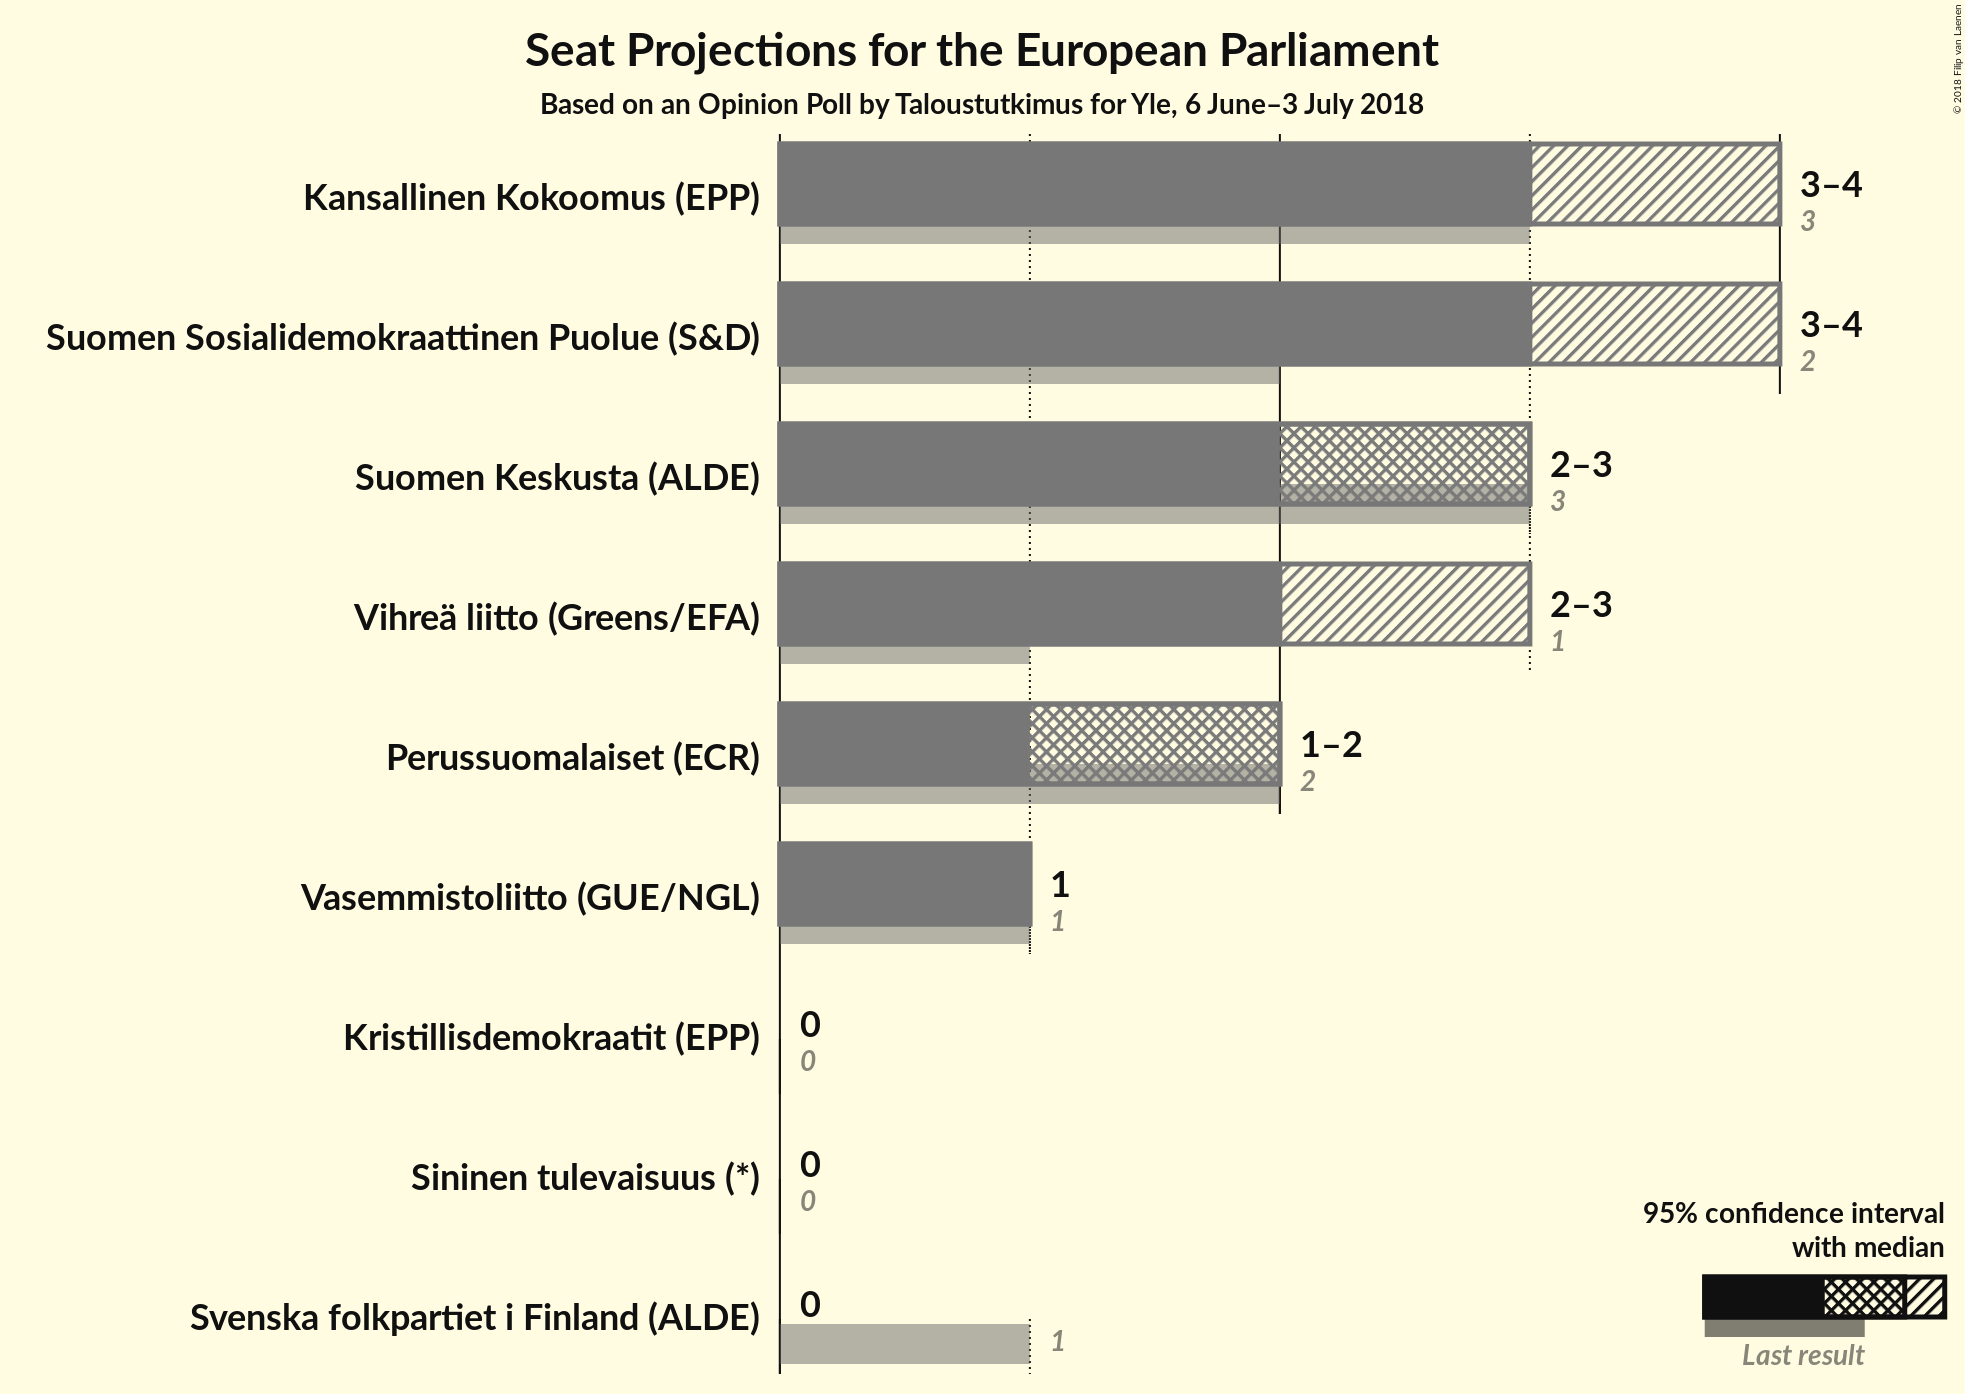 Seat Projections for the European Parliament
Based on an Opinion Poll by Taloustutkimus for Yle, 6 June–3 July 2018
© 2018 Filip van Laenen
Kansallinen Kokoomus (EPP)
3–4
3
Suomen Sosialidemokraattinen Puolue (S&D)
3–4
2
Suomen Keskusta (ALDE)
2–3
3
Vihreä liitto (Greens/EFA)
2–3
1
Perussuomalaiset (ECR)
1–2
2
Vasemmistoliitto (GUE/NGL)
1
1
Kristillisdemokraatit (EPP)
0
0
Sininen tulevaisuus (*)
0
0
Svenska folkpartiet i Finland (ALDE)
0
1
95% confidence interval
with median
Last result